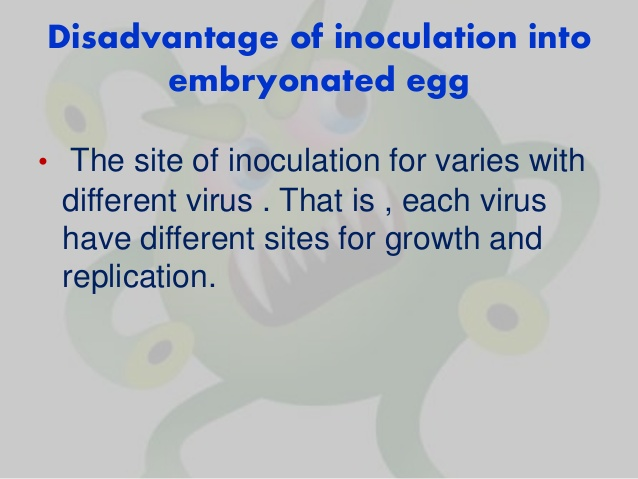 Disadvantage of inoculation into
embryonated egg
• The site of inoculation for varies with
different virus . That is , each virus
have different sites for growth and
replication.